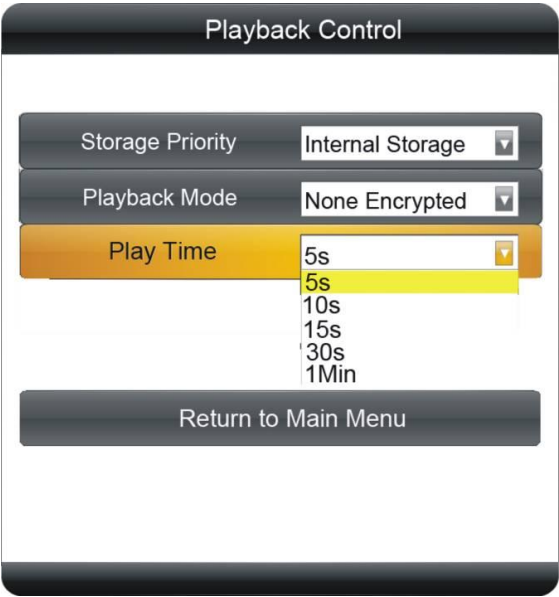 Playback Control
Storage Priority Internal Storage
Playback Mode None Encrypted
Play Time 5s
5s
10s
15s
30s
1Min
Return to Main Menu